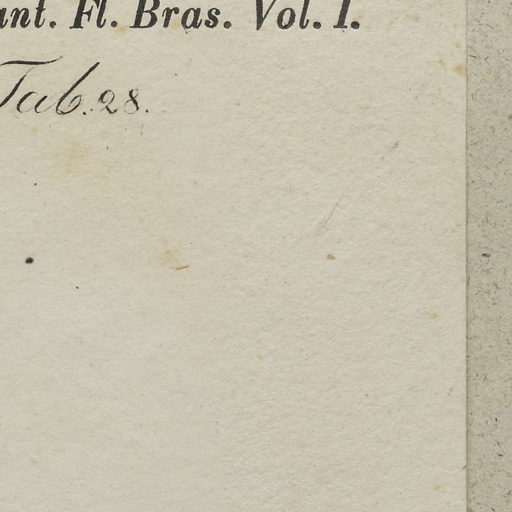 ant. Fl. Bras. Vol. I.
Tab. 28.